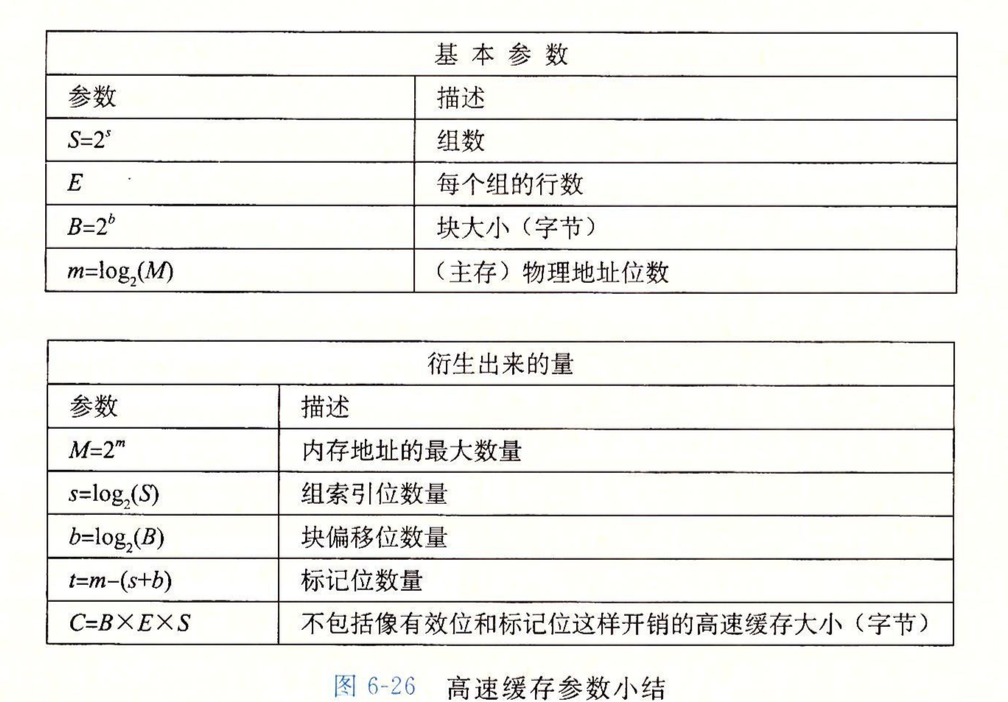 基本参数
参数 描述
S=2^s 组数
E 每个组的行数
B=2^b 块大小（字节）
m=log₂(M) （主存）物理地址位数
衍生出来的量
参数 描述
M=2^m 内存地址的最大数量
s=log₂(S) 组索引位数量
b=log₂(B) 块偏移位数量
t=m-(s+b) 标记位数量
C=B×E×S 不包括像有效位和标记位这样开销的高速缓存大小（字节）
图 6-26 高速缓存参数小结